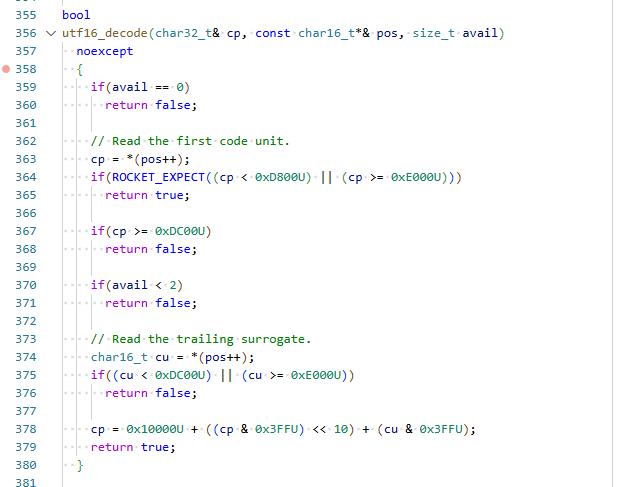 355 bool
356 utf16_decode(char32_t& cp, const char16_t*& pos, size_t avail)
357   noexcept
358   {
359     if(avail == 0)
360       return false;
361
362     // Read the first code unit.
363     cp = *(pos++);
364     if(ROCKET_EXPECT((cp < 0xD800U) || (cp >= 0xE000U)))
365       return true;
366
367     if(cp >= 0xDC00U)
368       return false;
369
370     if(avail < 2)
371       return false;
372
373     // Read the trailing surrogate.
374     char16_t cu = *(pos++);
375     if((cu < 0xDC00U) || (cu >= 0xE000U))
376       return false;
377
378     cp = 0x10000U + ((cp & 0x3FFU) << 10) + (cu & 0x3FFU);
379     return true;
380   }
381